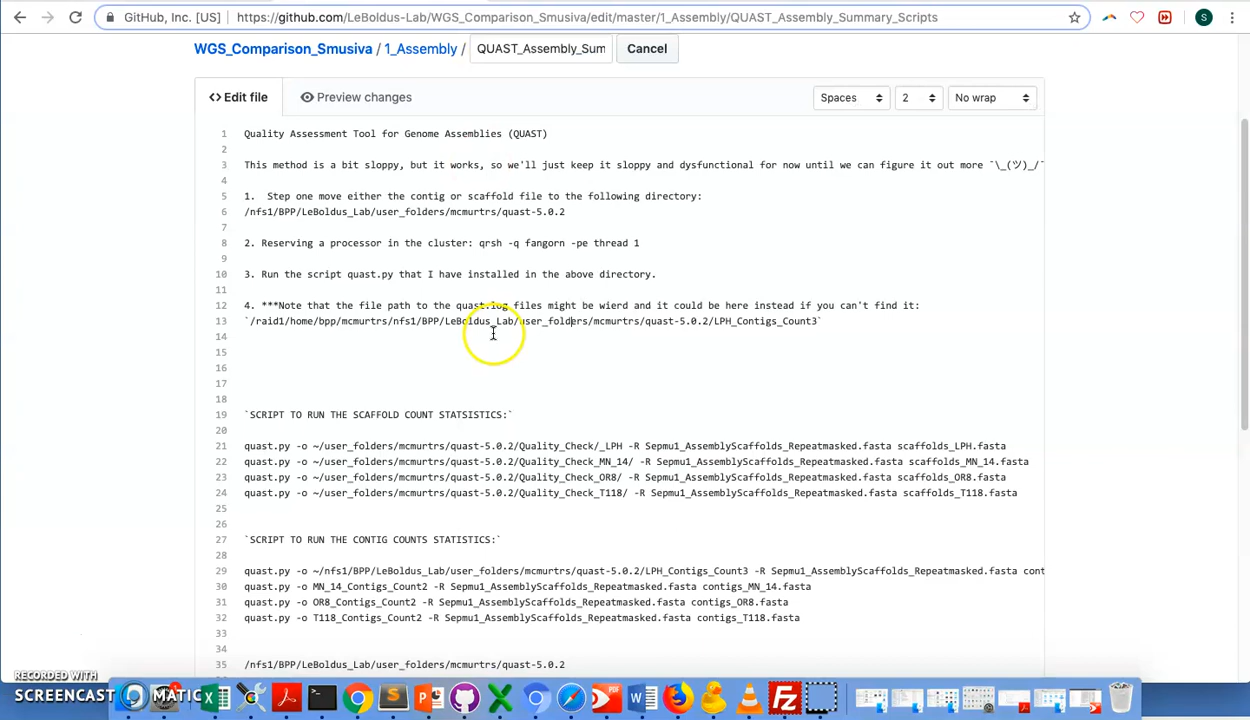 GitHub, Inc. [US]
https://github.com/LeBoldus-Lab/WGS_Comparison_Smusiva/edit/master/1_Assembly/QUAST_Assembly_Summary_Scripts
S
WGS_Comparison_Smusiva / 1_Assembly / QUAST_Assembly_Sum Cancel
<> Edit file Preview changes Spaces 2 No wrap
1 Quality Assessment Tool for Genome Assemblies (QUAST)
2
3 This method is a bit sloppy, but it works, so we'll just keep it sloppy and dysfunctional for now until we can figure it out more ¯\_(ツ)_/¯
4
5 1.  Step one move either the contig or scaffold file to the following directory:
6 /nfs1/BPP/LeBoldus_Lab/user_folders/mcmurtrs/quast-5.0.2
7
8 2. Reserving a processor in the cluster: qrsh -q fangorn -pe thread 1
9
10 3. Run the script quast.py that I have installed in the above directory.
11
12 4. ***Note that the file path to the quast.log files might be wierd and it could be here instead if you can't find it:
13 `/raid1/home/bpp/mcmurtrs/nfs1/BPP/LeBoldus_Lab/user_folders/mcmurtrs/quast-5.0.2/LPH_Contigs_Count3`
14
15
16
17
18
19 `SCRIPT TO RUN THE SCAFFOLD COUNT STATSISTICS:`
20
21 quast.py -o ~/user_folders/mcmurtrs/quast-5.0.2/Quality_Check/_LPH -R Sepmu1_AssemblyScaffolds_Repeatmasked.fasta scaffolds_LPH.fasta
22 quast.py -o ~/user_folders/mcmurtrs/quast-5.0.2/Quality_Check_MN_14/ -R Sepmu1_AssemblyScaffolds_Repeatmasked.fasta scaffolds_MN_14.fasta
23 quast.py -o ~/user_folders/mcmurtrs/quast-5.0.2/Quality_Check_OR8/ -R Sepmu1_AssemblyScaffolds_Repeatmasked.fasta scaffolds_OR8.fasta
24 quast.py -o ~/user_folders/mcmurtrs/quast-5.0.2/Quality_Check_T118/ -R Sepmu1_AssemblyScaffolds_Repeatmasked.fasta scaffolds_T118.fasta
25
26
27 `SCRIPT TO RUN THE CONTIG COUNTS STATISTICS:`
28
29 quast.py -o ~/nfs1/BPP/LeBoldus_Lab/user_folders/mcmurtrs/quast-5.0.2/LPH_Contigs_Count3 -R Sepmu1_AssemblyScaffolds_Repeatmasked.fasta cont
30 quast.py -o MN_14_Contigs_Count2 -R Sepmu1_AssemblyScaffolds_Repeatmasked.fasta contigs_MN_14.fasta
31 quast.py -o OR8_Contigs_Count2 -R Sepmu1_AssemblyScaffolds_Repeatmasked.fasta contigs_OR8.fasta
32 quast.py -o T118_Contigs_Count2 -R Sepmu1_AssemblyScaffolds_Repeatmasked.fasta contigs_T118.fasta
33
34
35 /nfs1/BPP/LeBoldus_Lab/user_folders/mcmurtrs/quast-5.0.2
RECORDED WITH
SCREENCAST MATIC